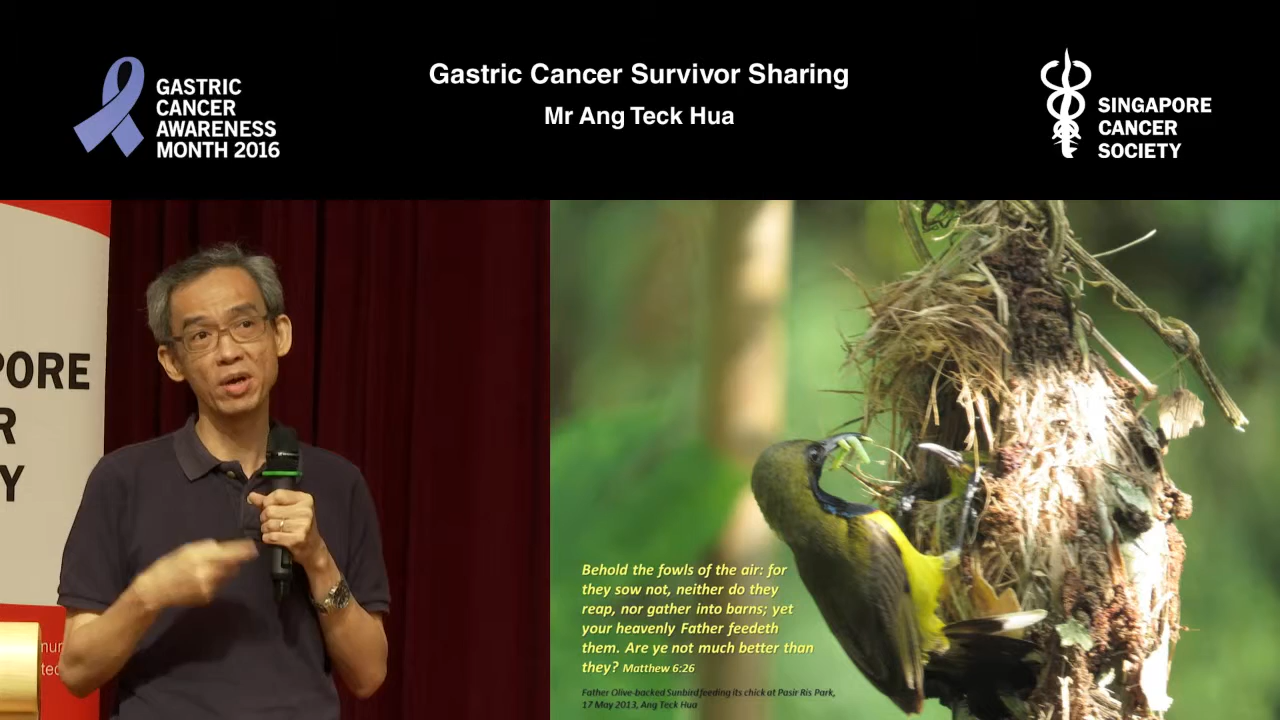 GASTRIC
CANCER
AWARENESS
MONTH 2016
Gastric Cancer Survivor Sharing
Mr Ang Teck Hua
SINGAPORE
CANCER
SOCIETY
PORE
R
Y
Behold the fowls of the air: for
they sow not, neither do they
reap, nor gather into barns; yet
your heavenly Father feedeth
them. Are ye not much better than
they? Matthew 6:26
Father Olive-backed Sunbird feeding its chick at Pasir Ris Park,
17 May 2013, Ang Teck Hua